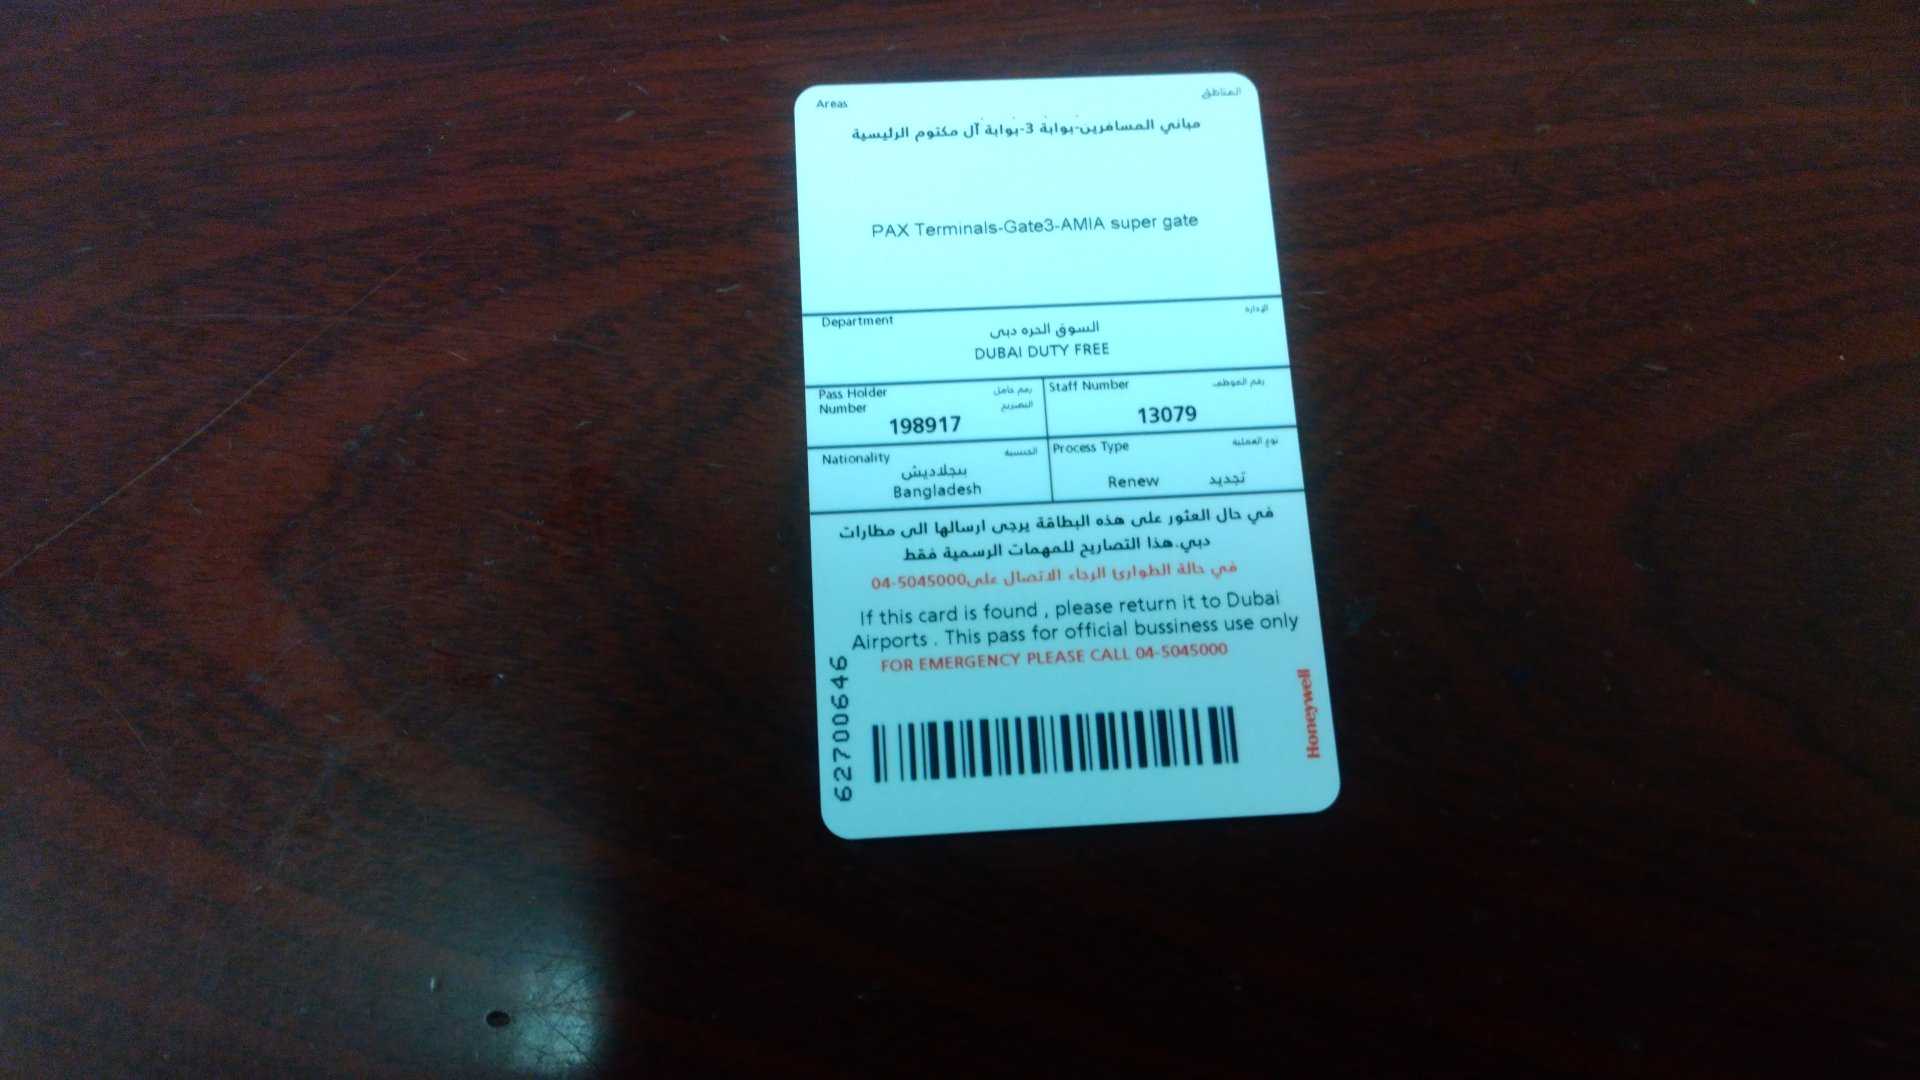 Areas المناطق
مباني المسافرين-بوابة 3-بوابة آل مكتوم الرئيسية
PAX Terminals-Gate3-AMIA super gate
Department الإدارة
السوق الحره دبى
DUBAI DUTY FREE
Pass Holder رقم حامل
Number التصريح
198917
Staff Number رقم الموظف
13079
Nationality الجنسية
بنجلاديش
Bangladesh
Process Type نوع العملية
Renew تجديد
في حال العثور على هذه البطاقة يرجى ارسالها الى مطارات
دبي.هذا التصاريح للمهمات الرسمية فقط
في حالة الطوارئ الرجاء الاتصال على04-5045000
If this card is found , please return it to Dubai
Airports . This pass for official bussiness use only
FOR EMERGENCY PLEASE CALL 04-5045000
62700646
Honeywell